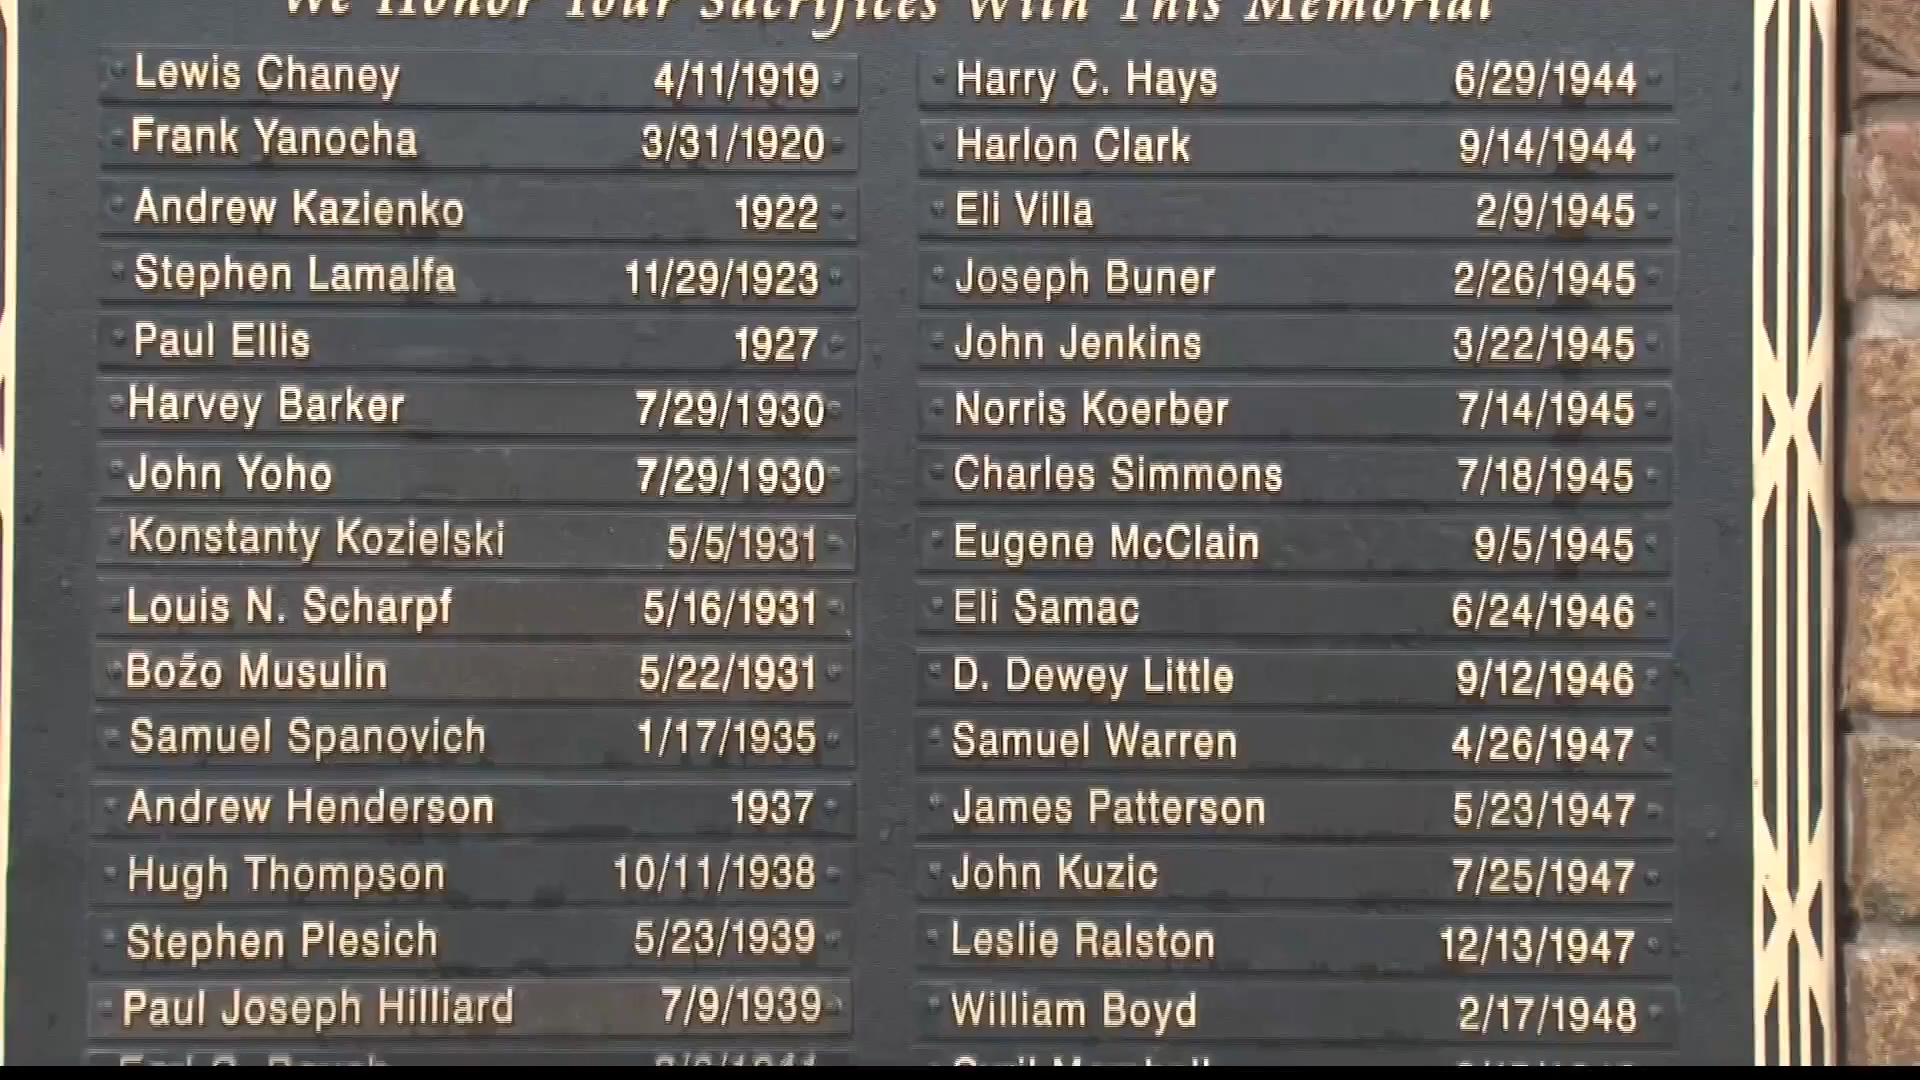 We Honor Your Sacrifices With This Memorial
Lewis Chaney 4/11/1919
Frank Yanocha 3/31/1920
Andrew Kazienko 1922
Stephen Lamalfa 11/29/1923
Paul Ellis 1927
Harvey Barker 7/29/1930
John Yoho 7/29/1930
Konstanty Kozielski 5/5/1931
Louis N. Scharpf 5/16/1931
Božo Musulin 5/22/1931
Samuel Spanovich 1/17/1935
Andrew Henderson 1937
Hugh Thompson 10/11/1938
Stephen Plesich 5/23/1939
Paul Joseph Hilliard 7/9/1939
Harry C. Hays 6/29/1944
Harlon Clark 9/14/1944
Eli Villa 2/9/1945
Joseph Buner 2/26/1945
John Jenkins 3/22/1945
Norris Koerber 7/14/1945
Charles Simmons 7/18/1945
Eugene McClain 9/5/1945
Eli Samac 6/24/1946
D. Dewey Little 9/12/1946
Samuel Warren 4/26/1947
James Patterson 5/23/1947
John Kuzic 7/25/1947
Leslie Ralston 12/13/1947
William Boyd 2/17/1948